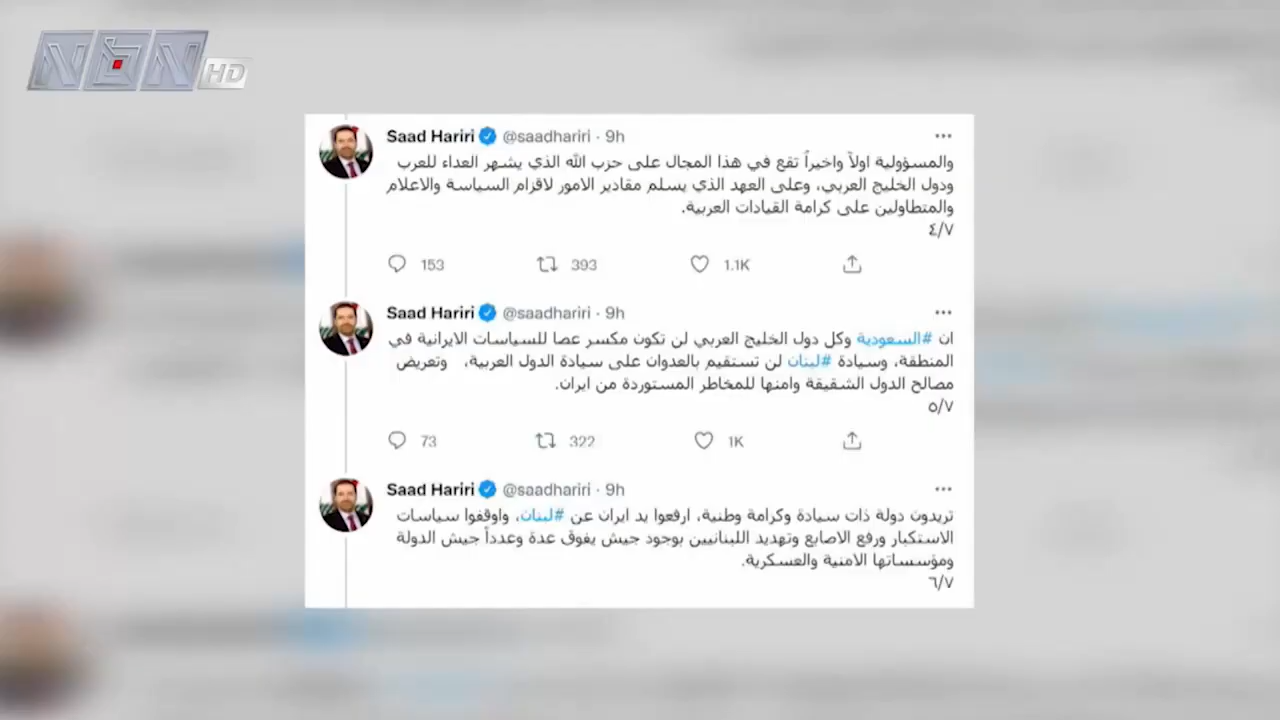 NBN HD
Saad Hariri @saadhariri · 9h
والمسؤولية اولاً واخيراً تقع في هذا المجال على حزب الله الذي يشهر العداء للعرب
ودول الخليج العربي، وعلى العهد الذي يسلم مقادير الامور لاقزام السياسة والاعلام
والمتطاولين على كرامة القيادات العربية.
٤/٧
153 393 1.1K
Saad Hariri @saadhariri · 9h
ان #السعودية وكل دول الخليج العربي لن تكون مكسر عصا للسياسات الايرانية في
المنطقة، وسيادة #لبنان لن تستقيم بالعدوان على سيادة الدول العربية، وتعريض
مصالح الدول الشقيقة وامنها للمخاطر المستوردة من ايران.
٥/٧
73 322 1K
Saad Hariri @saadhariri · 9h
تريدون دولة ذات سيادة وكرامة وطنية، ارفعوا يد ايران عن #لبنان، واوقفوا سياسات
الاستكبار ورفع الاصابع وتهديد اللبنانيين بوجود جيش يفوق عدة وعدداً جيش الدولة
ومؤسساتها الامنية والعسكرية.
٦/٧